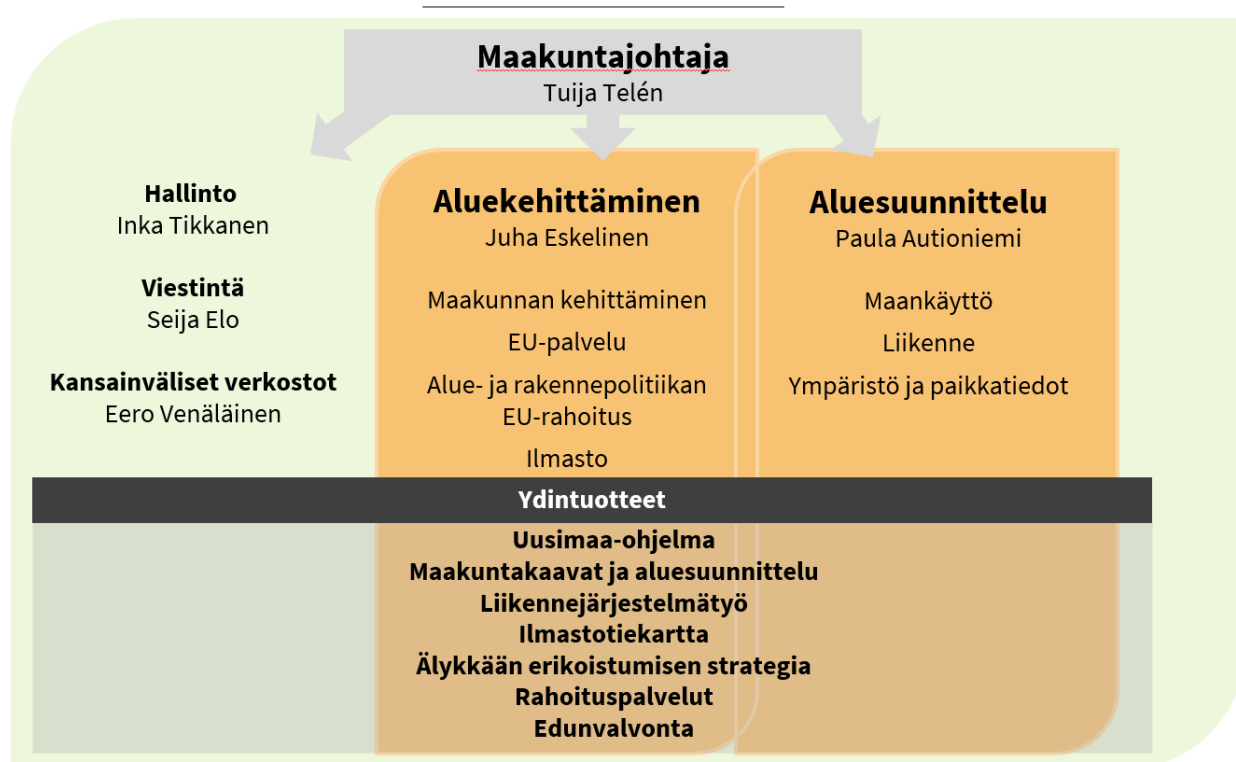 Maakuntajohtaja
Tuija Telén
Hallinto
Inka Tikkanen
Viestintä
Seija Elo
Kansainväliset verkostot
Eero Venäläinen
Aluekehittäminen
Juha Eskelinen
Maakunnan kehittäminen
EU-palvelu
Alue- ja rakennepolitiikan
EU-rahoitus
Ilmasto
Aluesuunnittelu
Paula Autioniemi
Maankäyttö
Liikenne
Ympäristö ja paikkatiedot
Ydintuotteet
Uusimaa-ohjelma
Maakuntakaavat ja aluesuunnittelu
Liikennejärjestelmätyö
Ilmastotiekartta
Älykkään erikoistumisen strategia
Rahoituspalvelut
Edunvalvonta